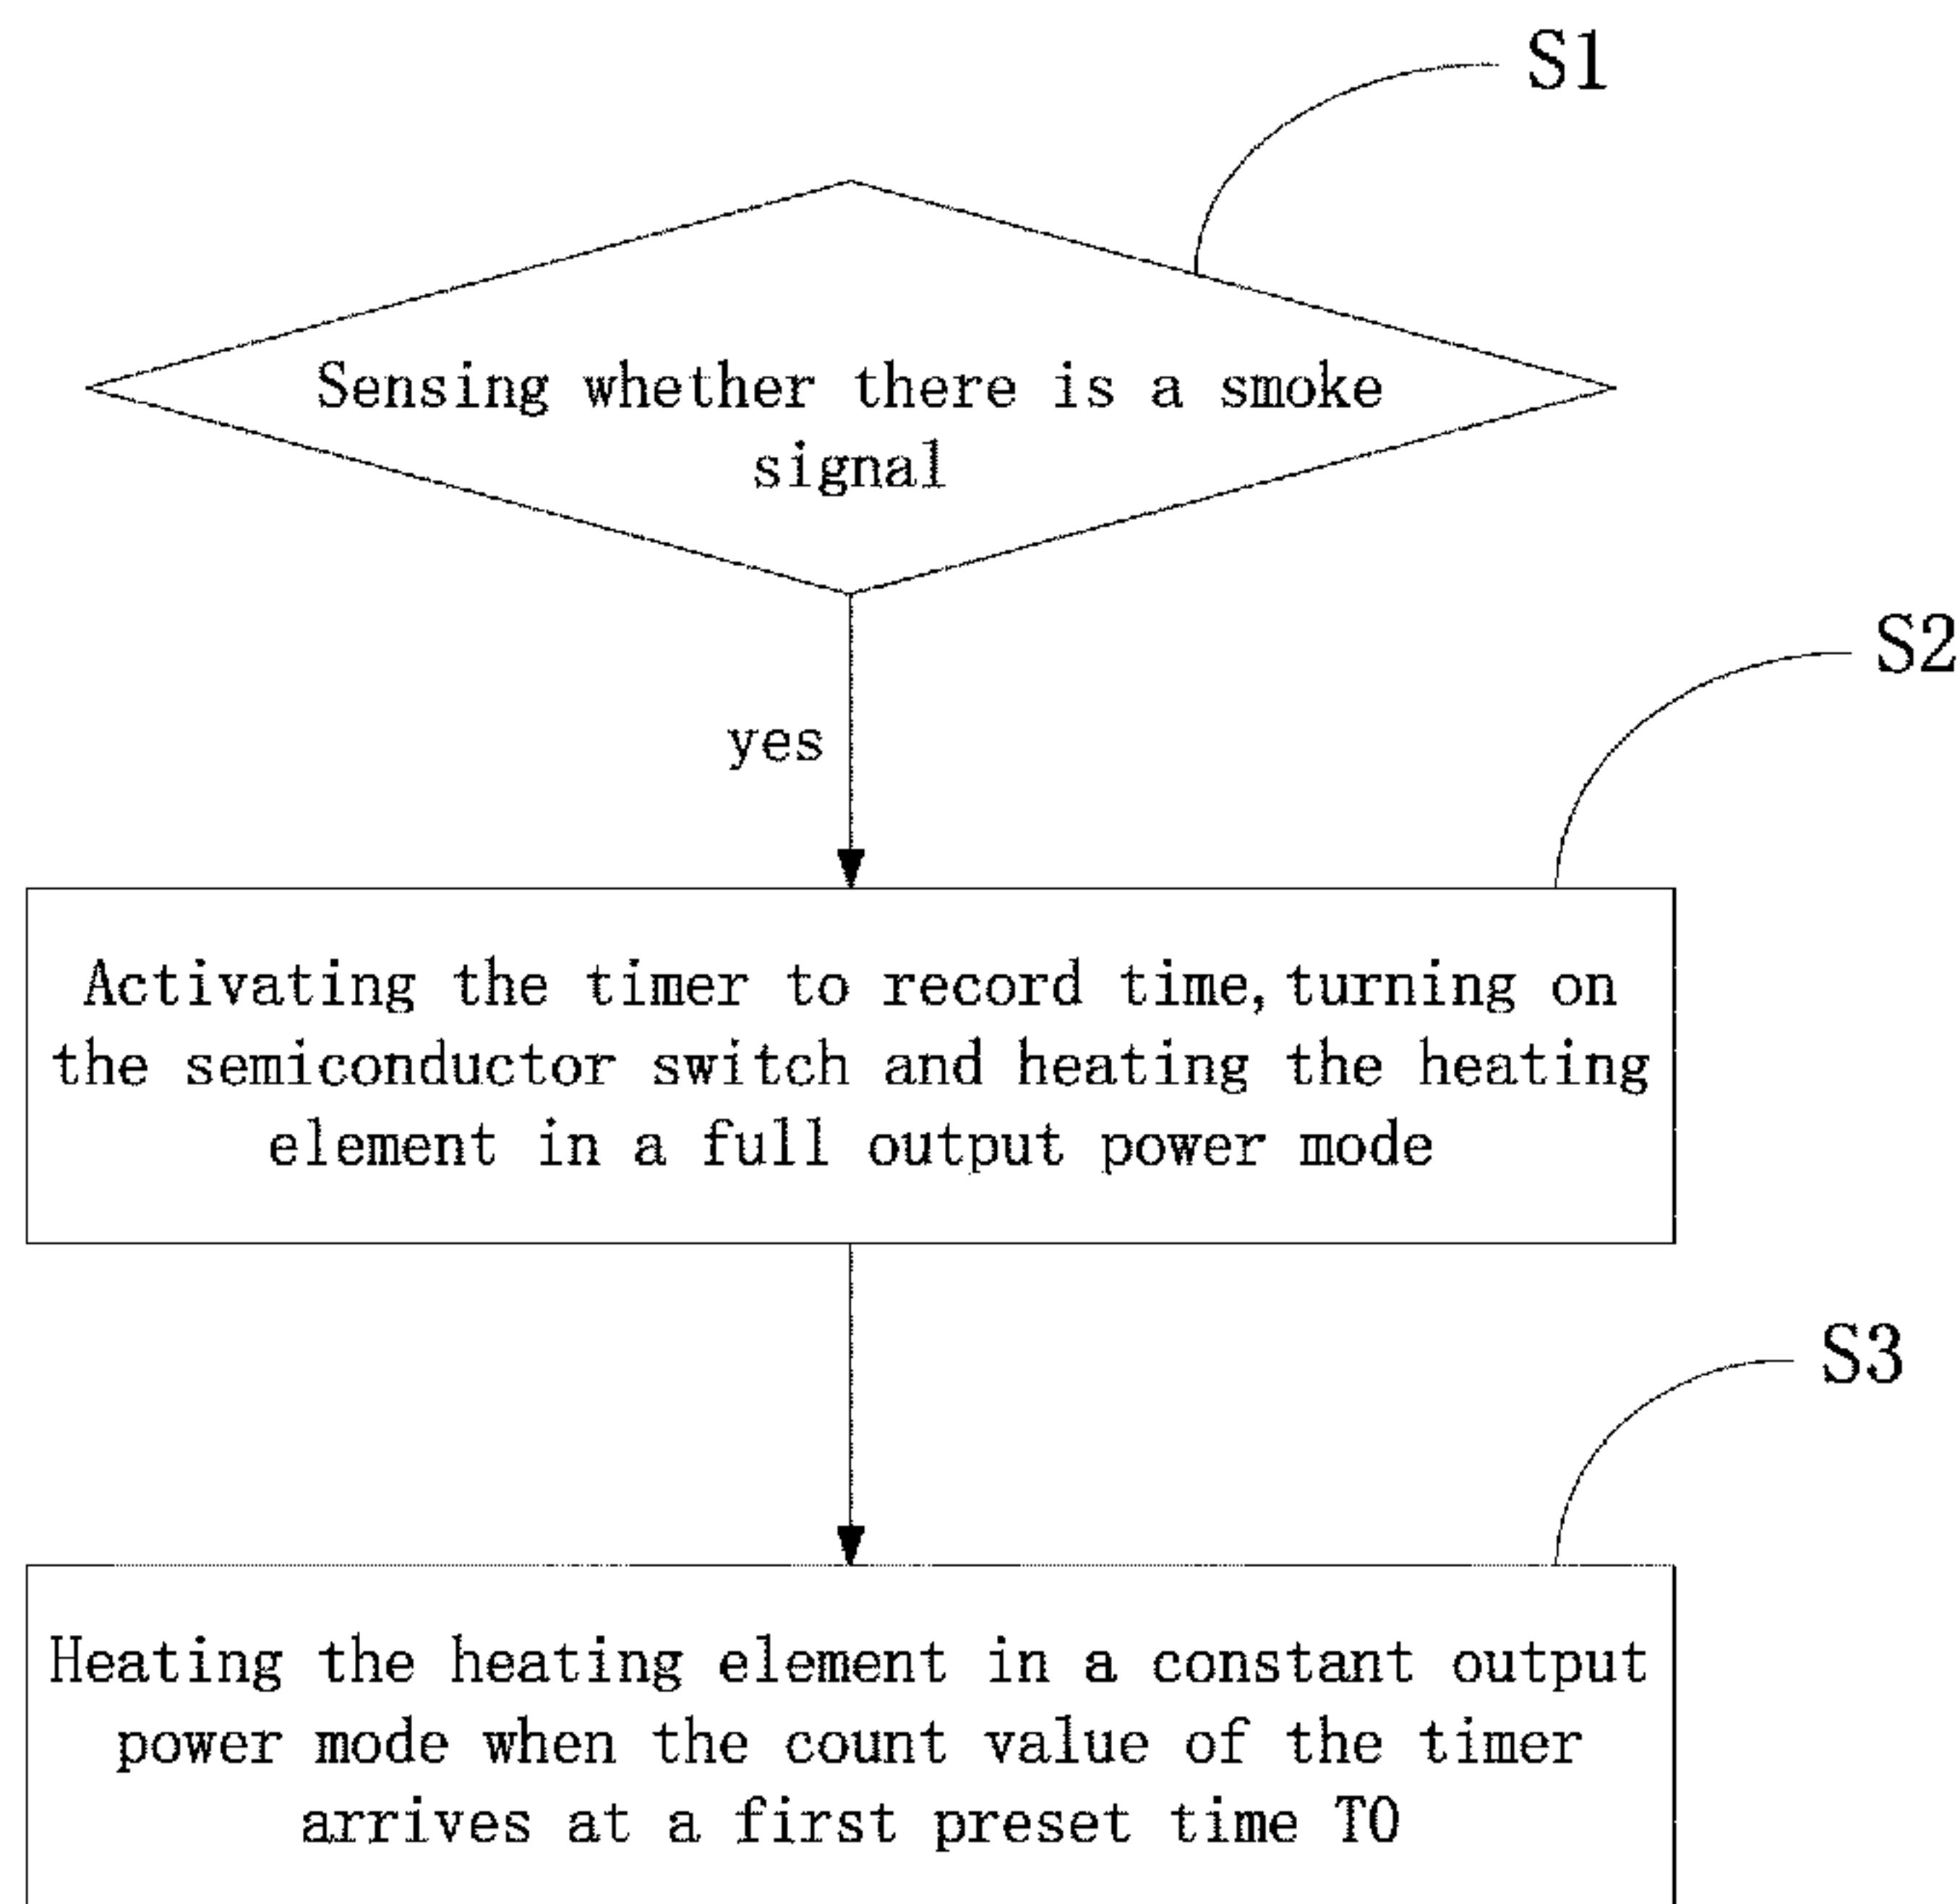 S1
Sensing whether there is a smoke
signal
S2
yes
Activating the timer to record time, turning on
the semiconductor switch and heating the heating
element in a full output power mode
S3
Heating the heating element in a constant output
power mode when the count value of the timer
arrives at a first preset time T0